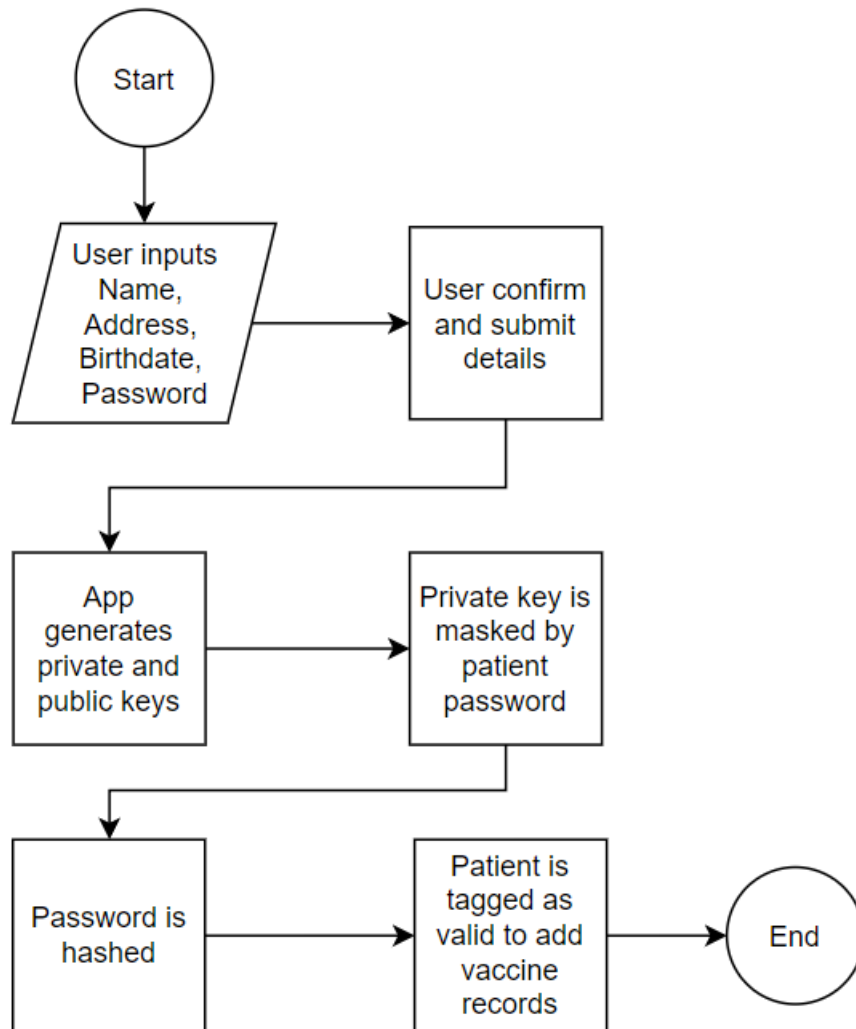 Start
User inputs
Name,
Address,
Birthdate,
Password
User confirm
and submit
details
App
generates
private and
public keys
Private key is
masked by
patient
password
Password is
hashed
Patient is
tagged as
valid to add
vaccine
records
End